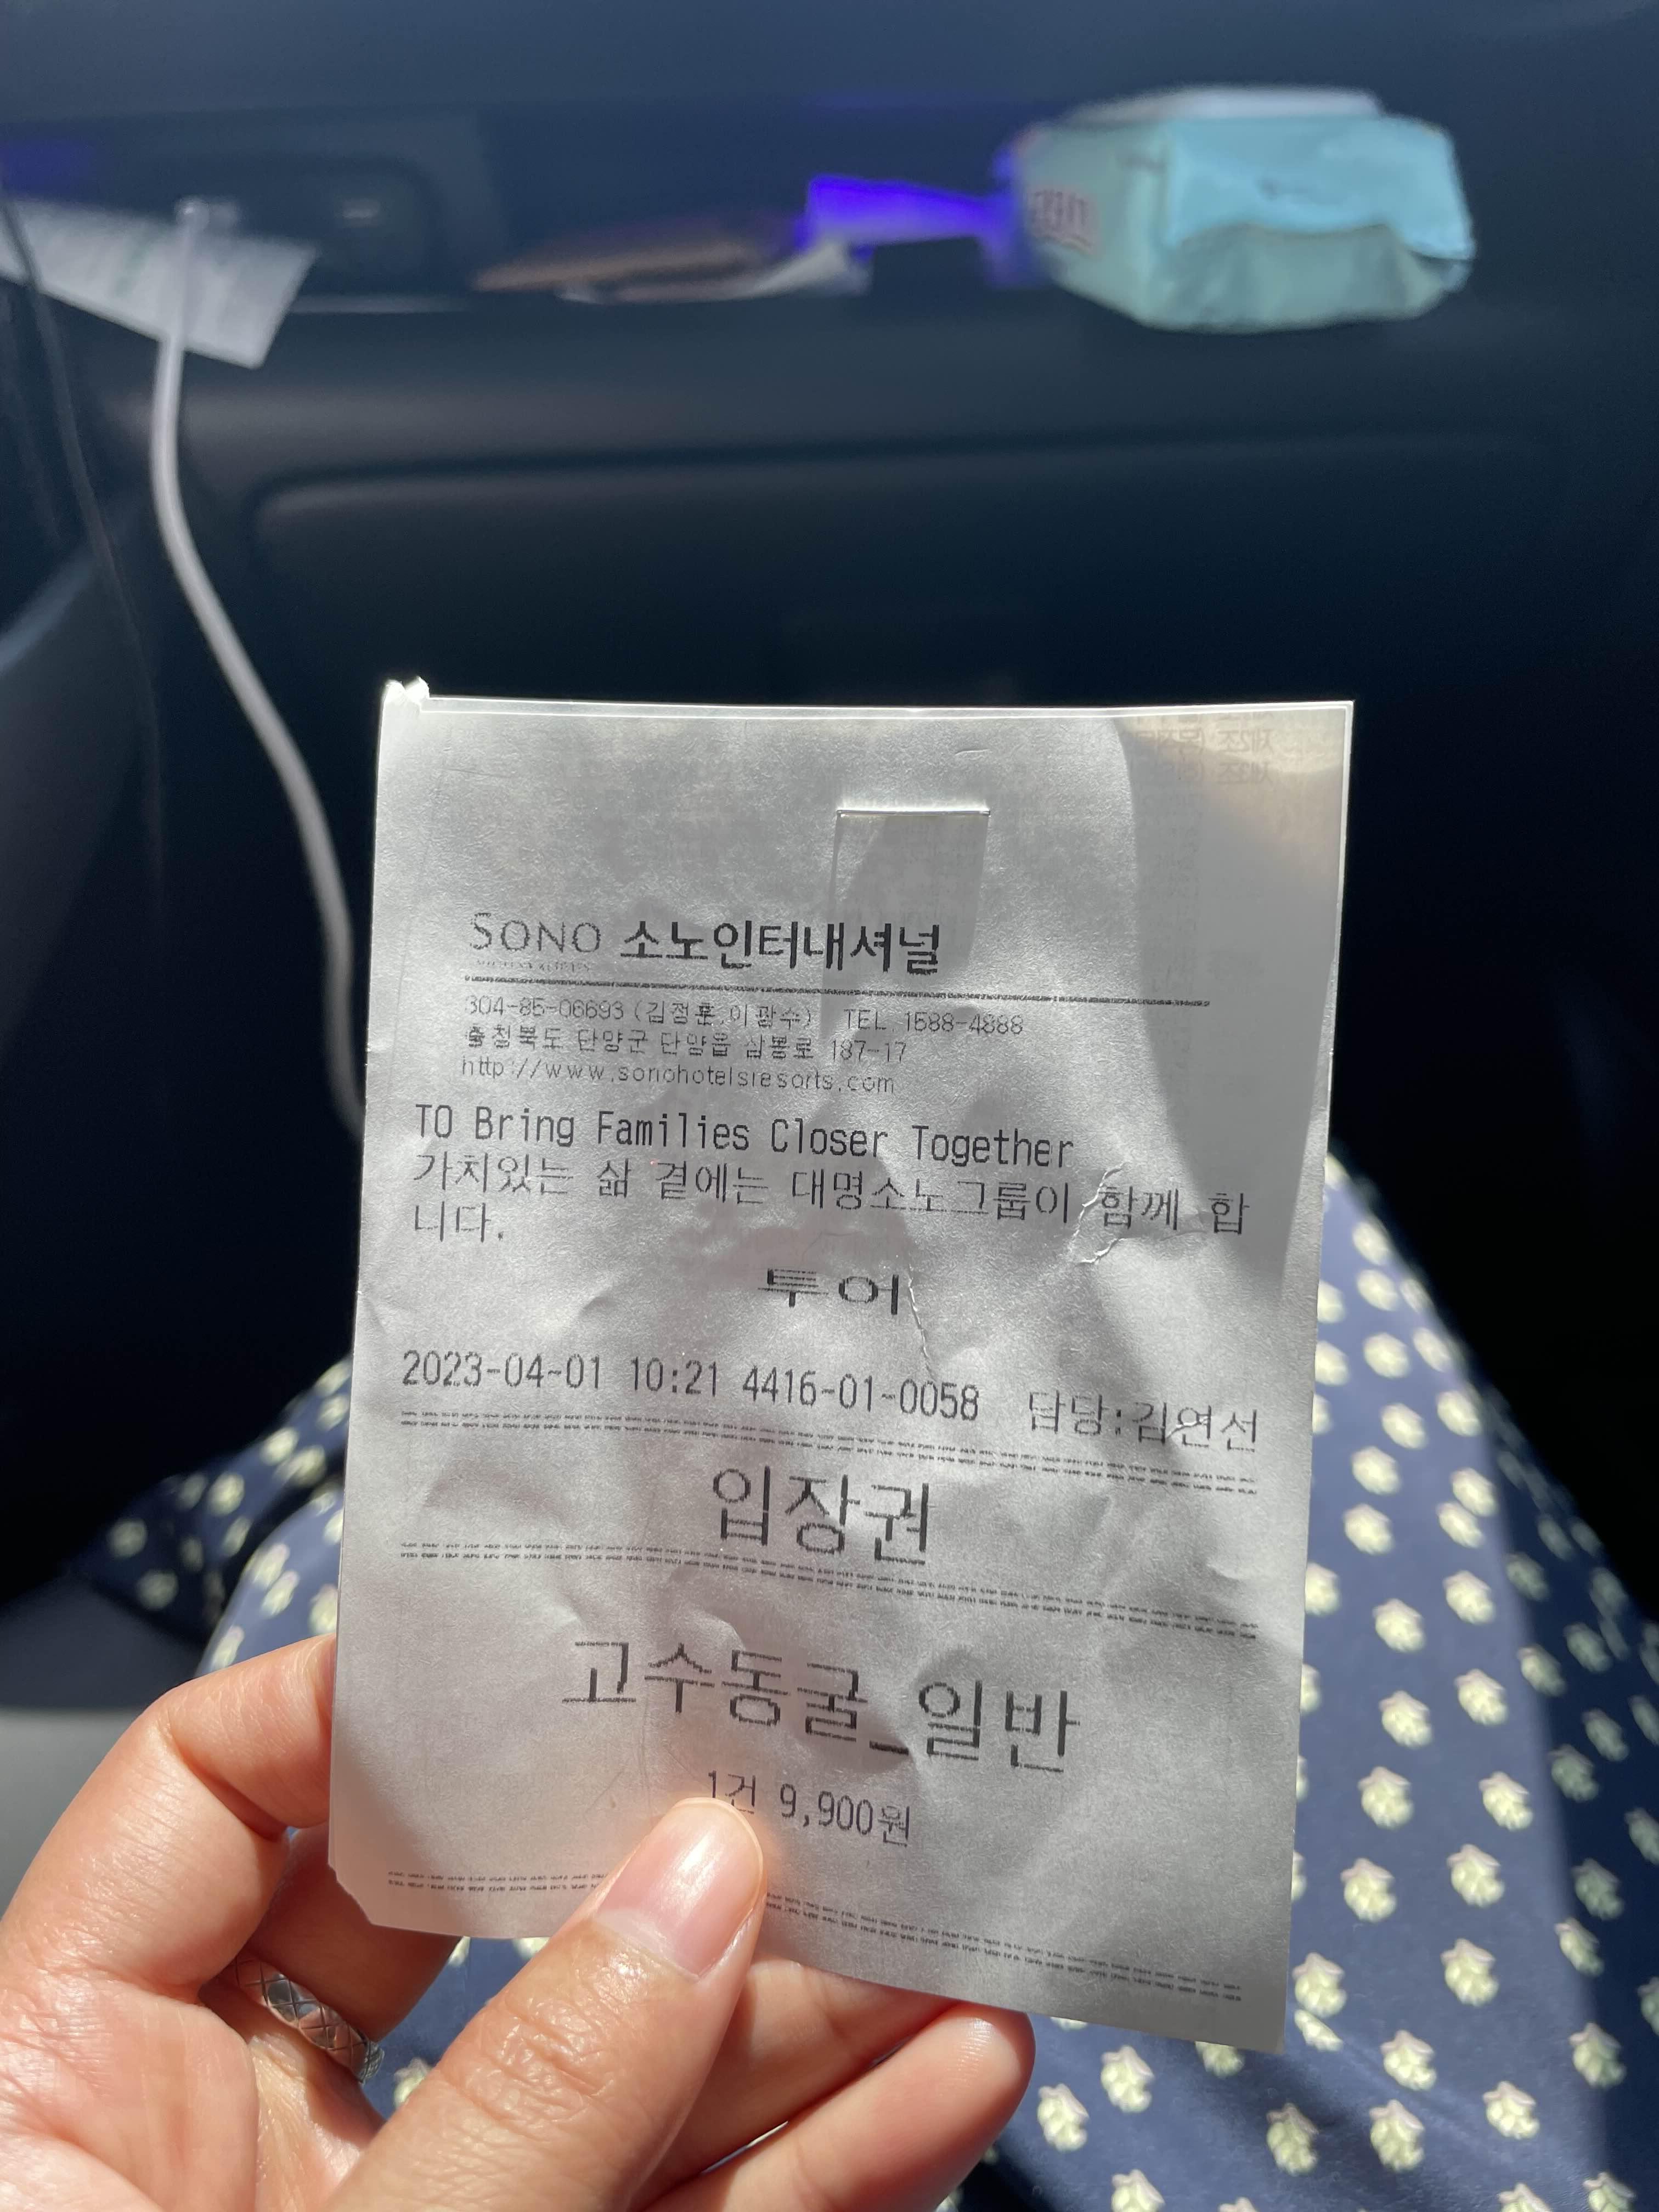 SONO 소노인터내셔널
304-85-06693 (김정훈,이광수) TEL. 1588-4888
충청북도 단양군 단양읍 삼봉로 187-17
http://www.sonohotelsresorts.com
TO Bring Families Closer Together
가치있는 삶 곁에는 대명소노그룹이 함께 합
니다.
투어
2023-04-01 10:21 4416-01-0058 담당:김연선
입장권
고수동굴_일반
1건 9,900원